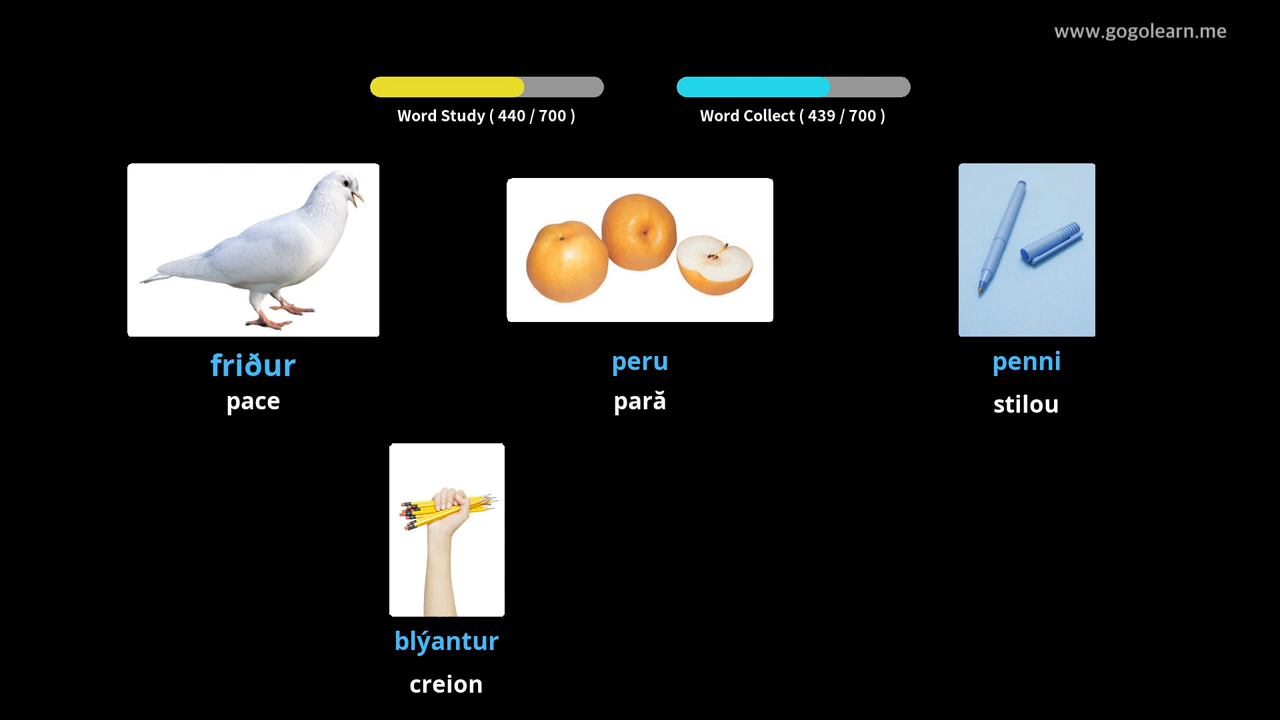 www.gogolearn.me
Word Study ( 440 / 700 )
Word Collect ( 439 / 700 )
friður
pace
peru
pară
penni
stilou
blýantur
creion